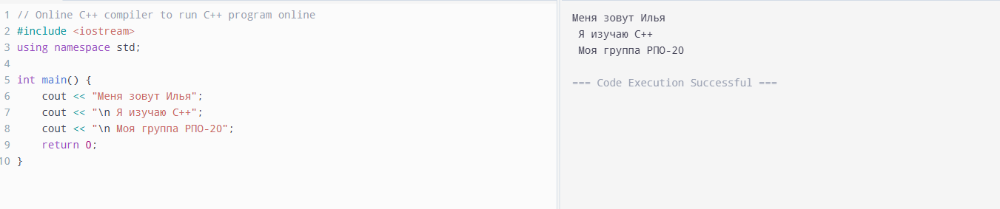 1 // Online C++ compiler to run C++ program online
2 #include <iostream>
3 using namespace std;
4
5 int main() {
6     cout << "Меня зовут Илья";
7     cout << "\n Я изучаю C++";
8     cout << "\n Моя группа РПО-20";
9     return 0;
10 }
Меня зовут Илья
 Я изучаю C++
 Моя группа РПО-20
=== Code Execution Successful ===